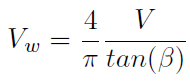 V_w = \frac{4}{\pi} \frac{V}{tan(\beta)}